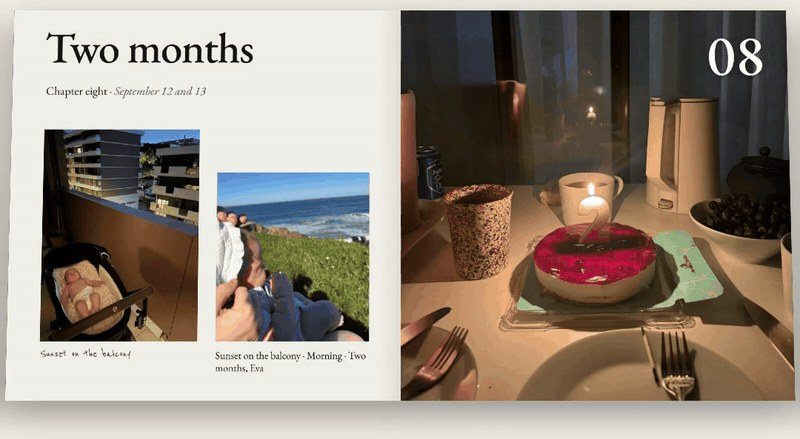 Two months
Chapter eight · September 12 and 13
Sunset on the balcony
Sunset on the balcony · Morning · Two
months, Eva
08
2